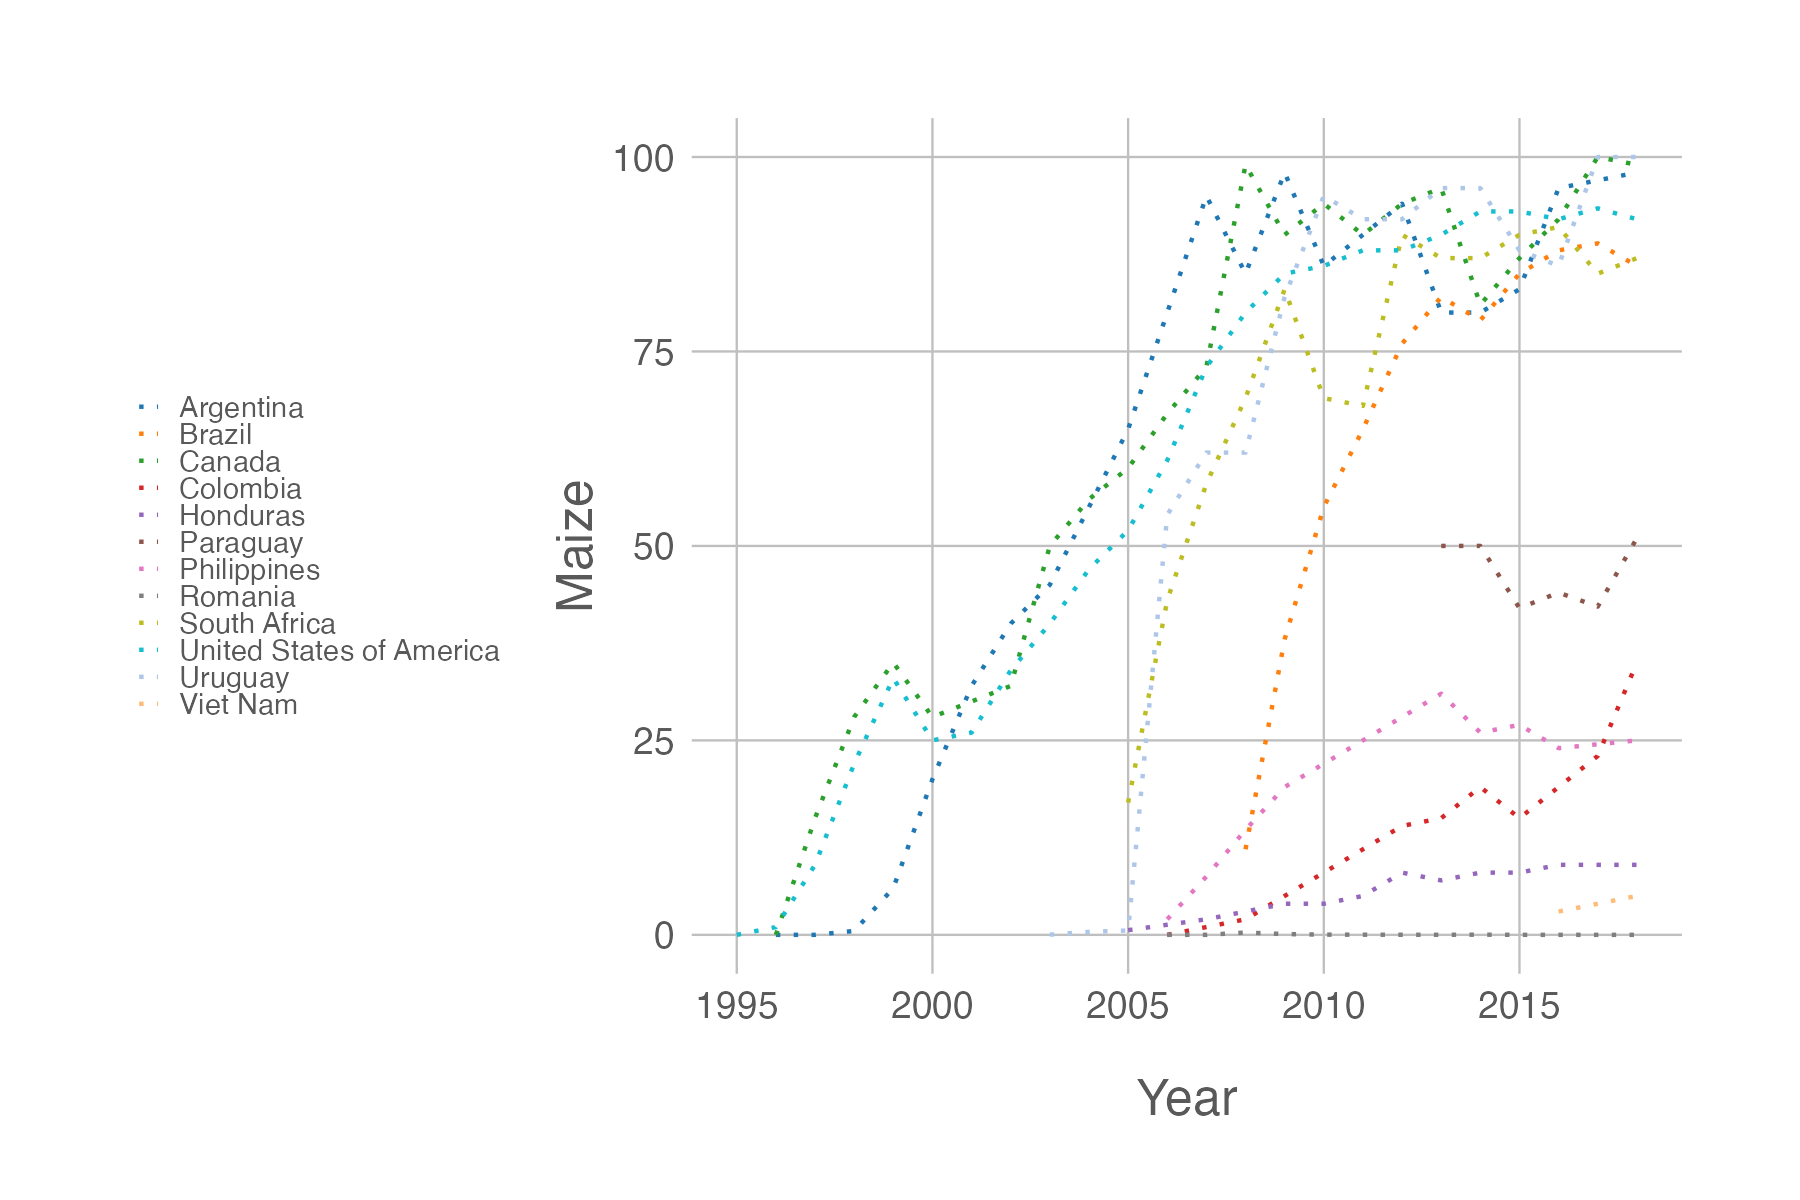 Argentina
Brazil
Canada
Colombia
Honduras
Paraguay
Philippines
Romania
South Africa
United States of America
Uruguay
Viet Nam
Maize
100
75
50
25
0
1995 2000 2005 2010 2015
Year